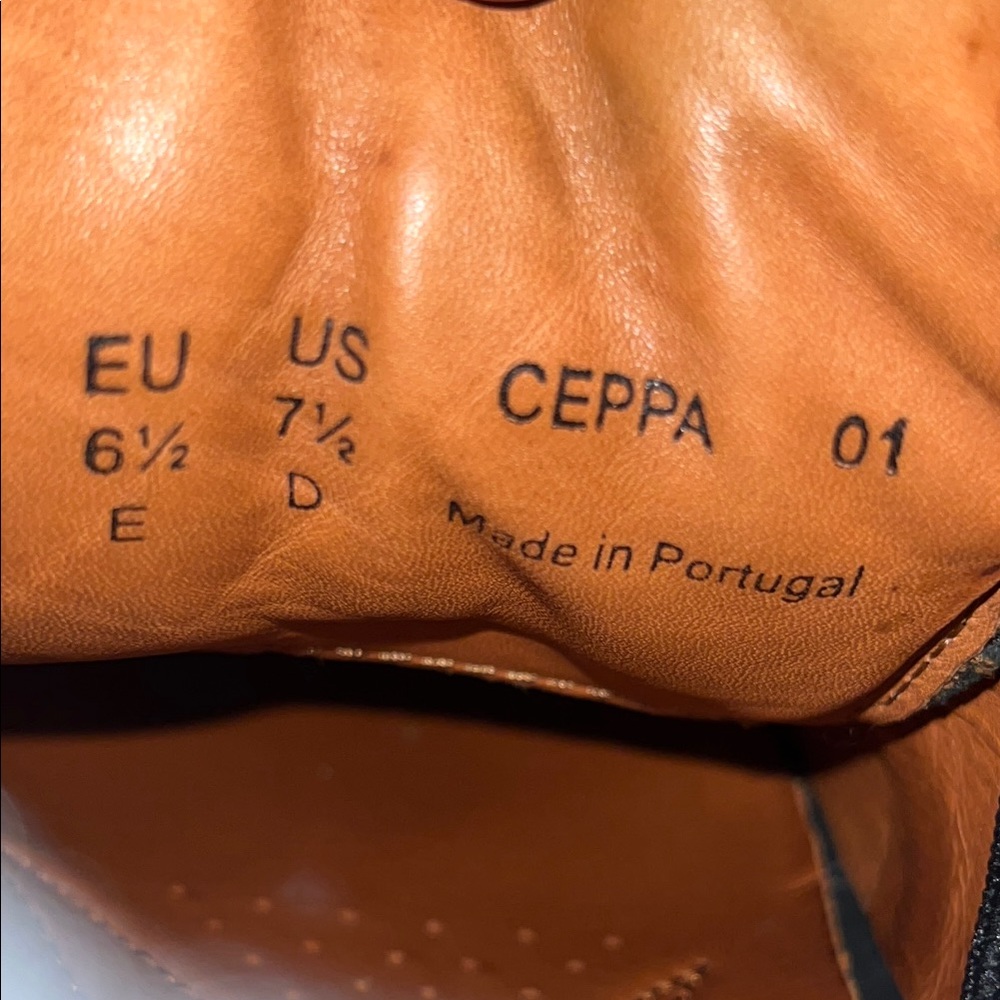 EU US CEPPA 01
6½ 7½
E D
Made in Portugal